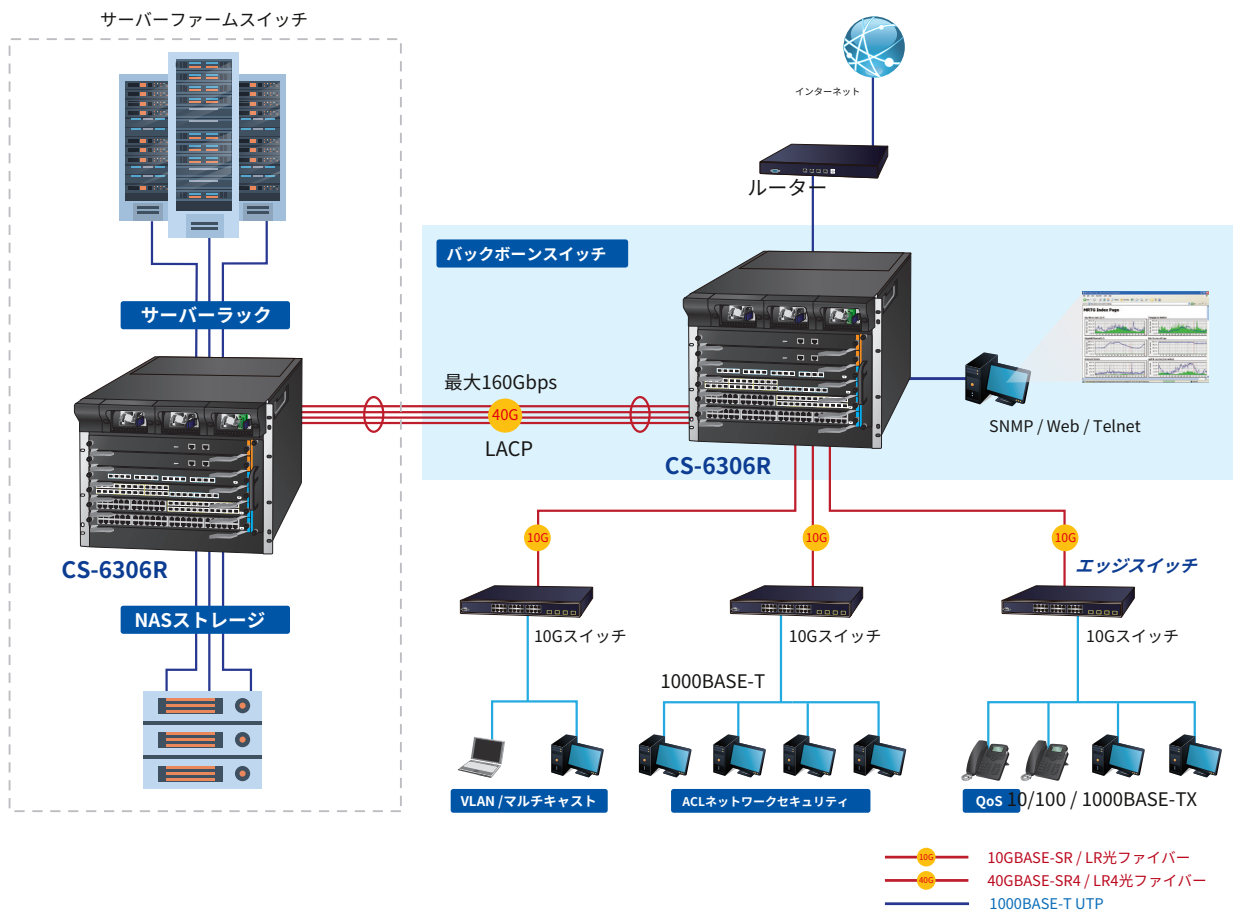 サーバーファームスイッチ
インターネット
ルーター
バックボーンスイッチ
サーバーラック
MRTG Index Page
最大160Gbps
40G
LACP
SNMP / Web / Telnet
CS-6306R
CS-6306R
10G
10G
10G
エッジスイッチ
NASストレージ
10Gスイッチ
10Gスイッチ
10Gスイッチ
1000BASE-T
VLAN /マルチキャスト
ACLネットワークセキュリティ
QoS
10/100 / 1000BASE-TX
10G
10GBASE-SR / LR光ファイバー
40G
40GBASE-SR4 / LR4光ファイバー
1000BASE-T UTP